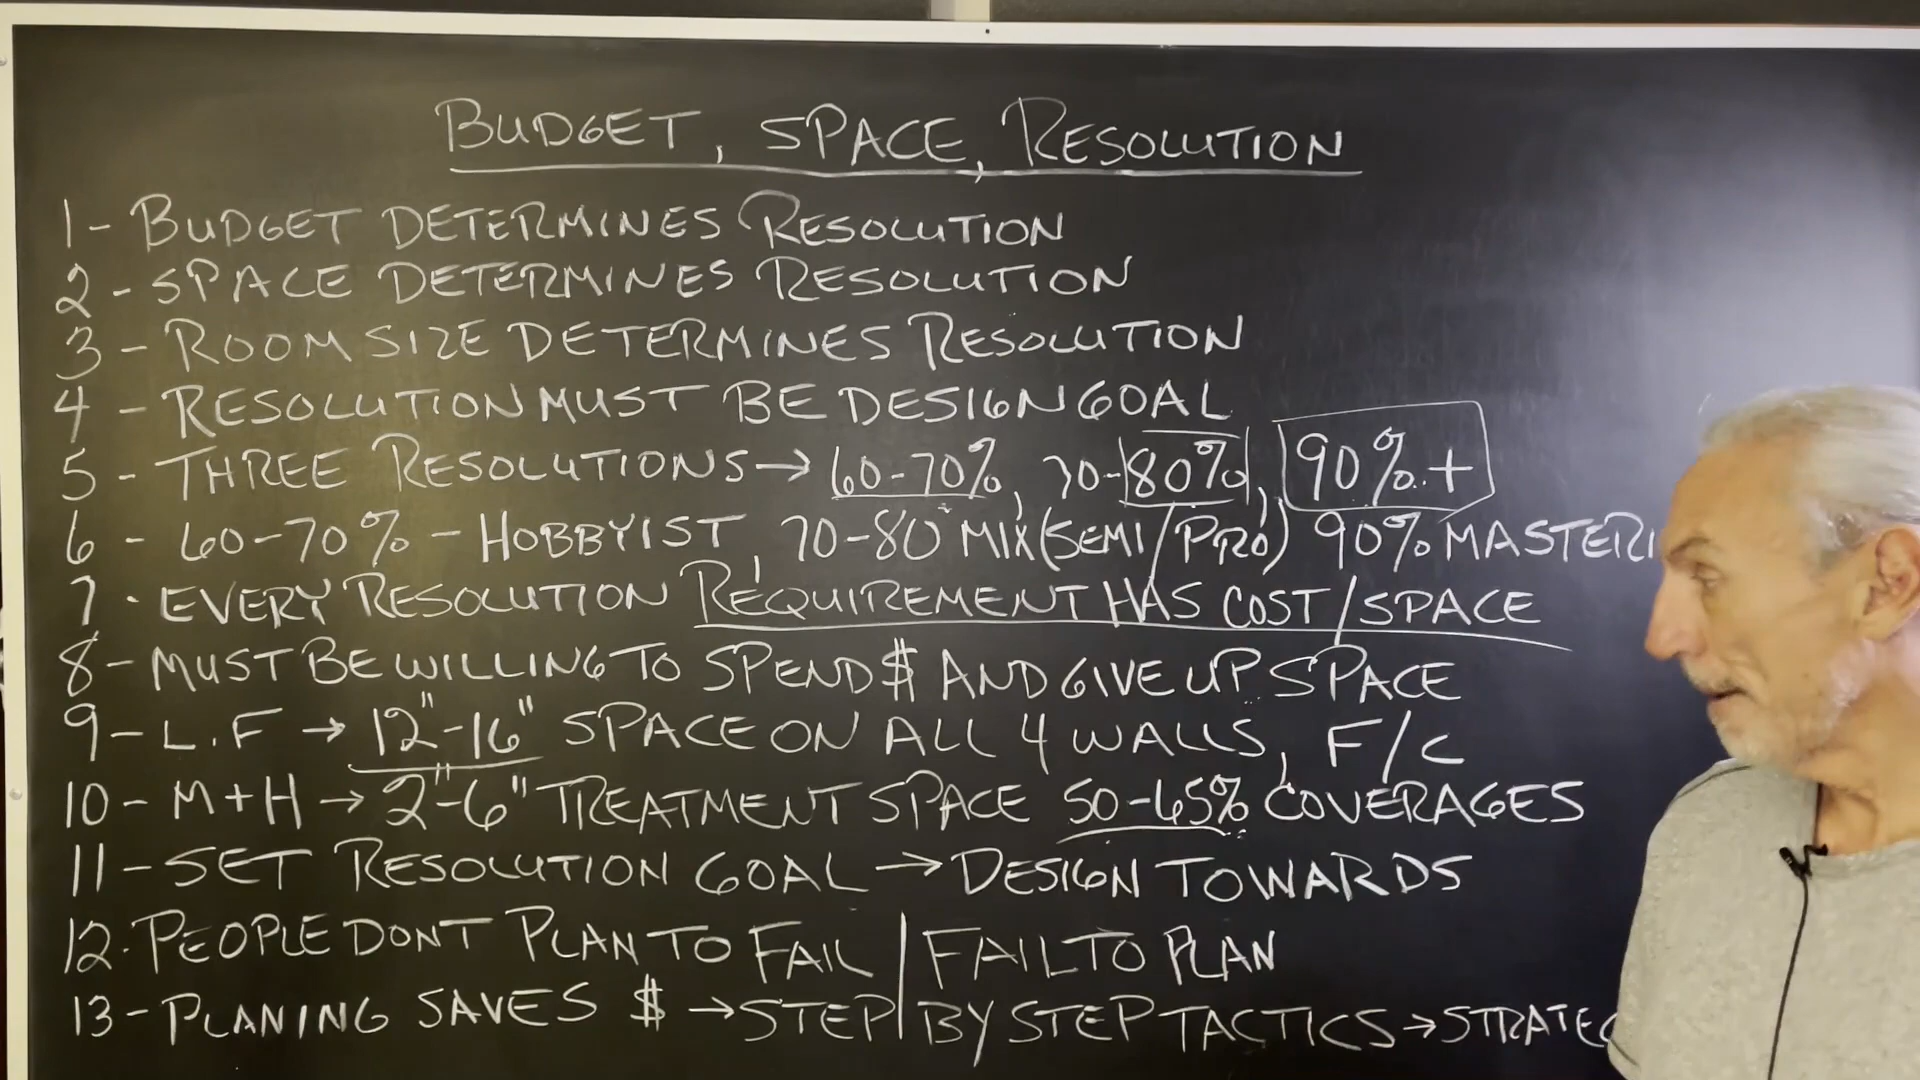 BUDGET, SPACE, RESOLUTION
1- BUDGET DETERMINES RESOLUTION
2- SPACE DETERMINES RESOLUTION
3- ROOM SIZE DETERMINES RESOLUTION
4- RESOLUTION MUST BE DESIGN GOAL
5- THREE RESOLUTIONS → 60-70%, 70-80%, 90%+
6- 60-70% - HOBBYIST, 70-80 MIX (SEMI/PRO) 90% MASTERI
7- EVERY RESOLUTION REQUIREMENT HAS COST/SPACE
8- MUST BE WILLING TO SPEND $ AND GIVE UP SPACE
9- L.F → 12"-16" SPACE ON ALL 4 WALLS, F/C
10- M+H → 2"-6" TREATMENT SPACE 50-65% COVERAGES
11- SET RESOLUTION GOAL → DESIGN TOWARDS
12. PEOPLE DONT PLAN TO FAIL | FAIL TO PLAN
13- PLANING SAVES $ → STEP BY STEP TACTICS → STRATEG